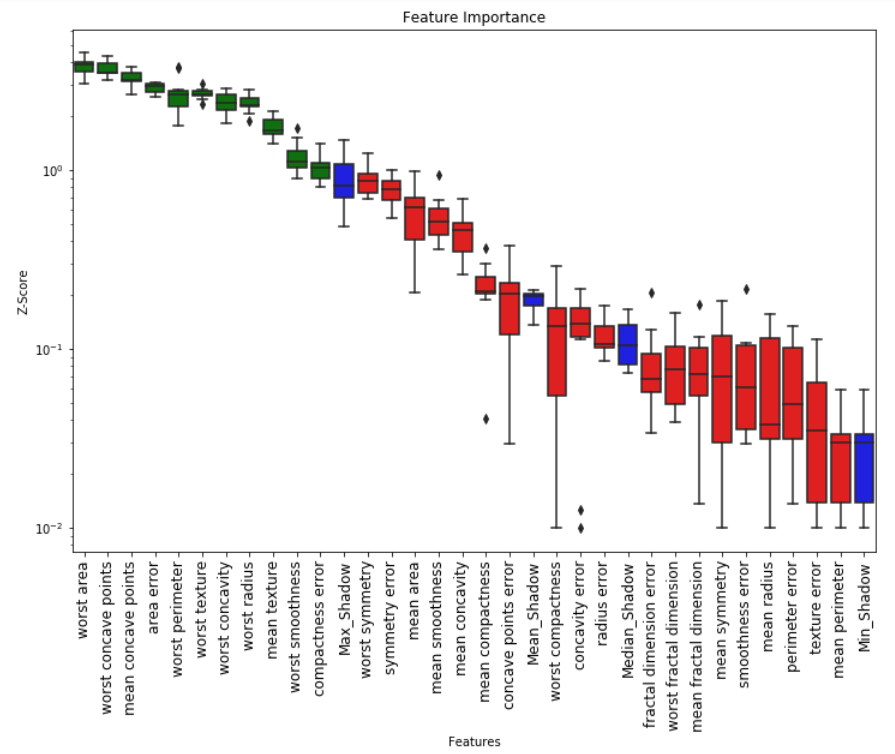 Feature Importance
Z-Score
10⁰
10⁻¹
10⁻²
worst area
worst concave points
mean concave points
area error
worst perimeter
worst texture
worst concavity
worst radius
mean texture
worst smoothness
compactness error
Max_Shadow
worst symmetry
symmetry error
mean area
mean smoothness
mean concavity
mean compactness
concave points error
Mean_Shadow
worst compactness
concavity error
radius error
Median_Shadow
fractal dimension error
worst fractal dimension
mean fractal dimension
mean symmetry
smoothness error
mean radius
perimeter error
texture error
mean perimeter
Min_Shadow
Features